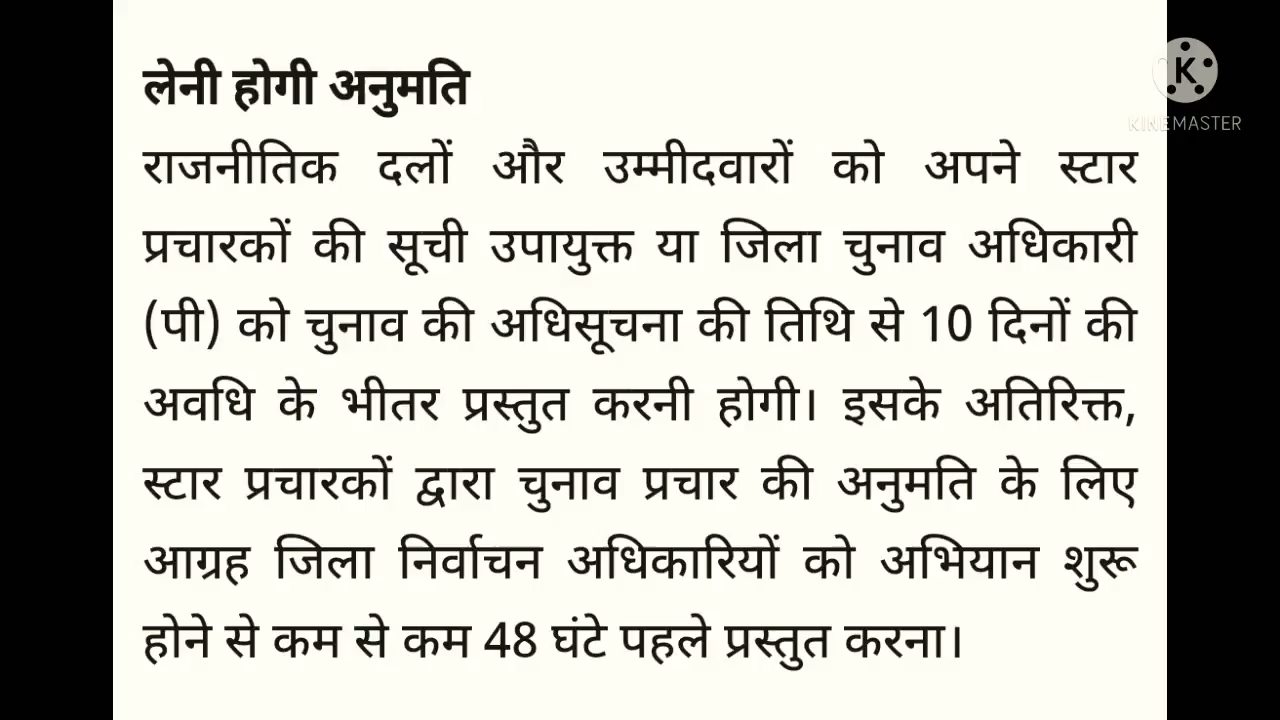 लेनी होगी अनुमति
राजनीतिक दलों और उम्मीदवारों को अपने स्टार
प्रचारकों की सूची उपायुक्त या जिला चुनाव अधिकारी
(पी) को चुनाव की अधिसूचना की तिथि से 10 दिनों की
अवधि के भीतर प्रस्तुत करनी होगी। इसके अतिरिक्त,
स्टार प्रचारकों द्वारा चुनाव प्रचार की अनुमति के लिए
आग्रह जिला निर्वाचन अधिकारियों को अभियान शुरू
होने से कम से कम 48 घंटे पहले प्रस्तुत करना।
K
KINEMASTER